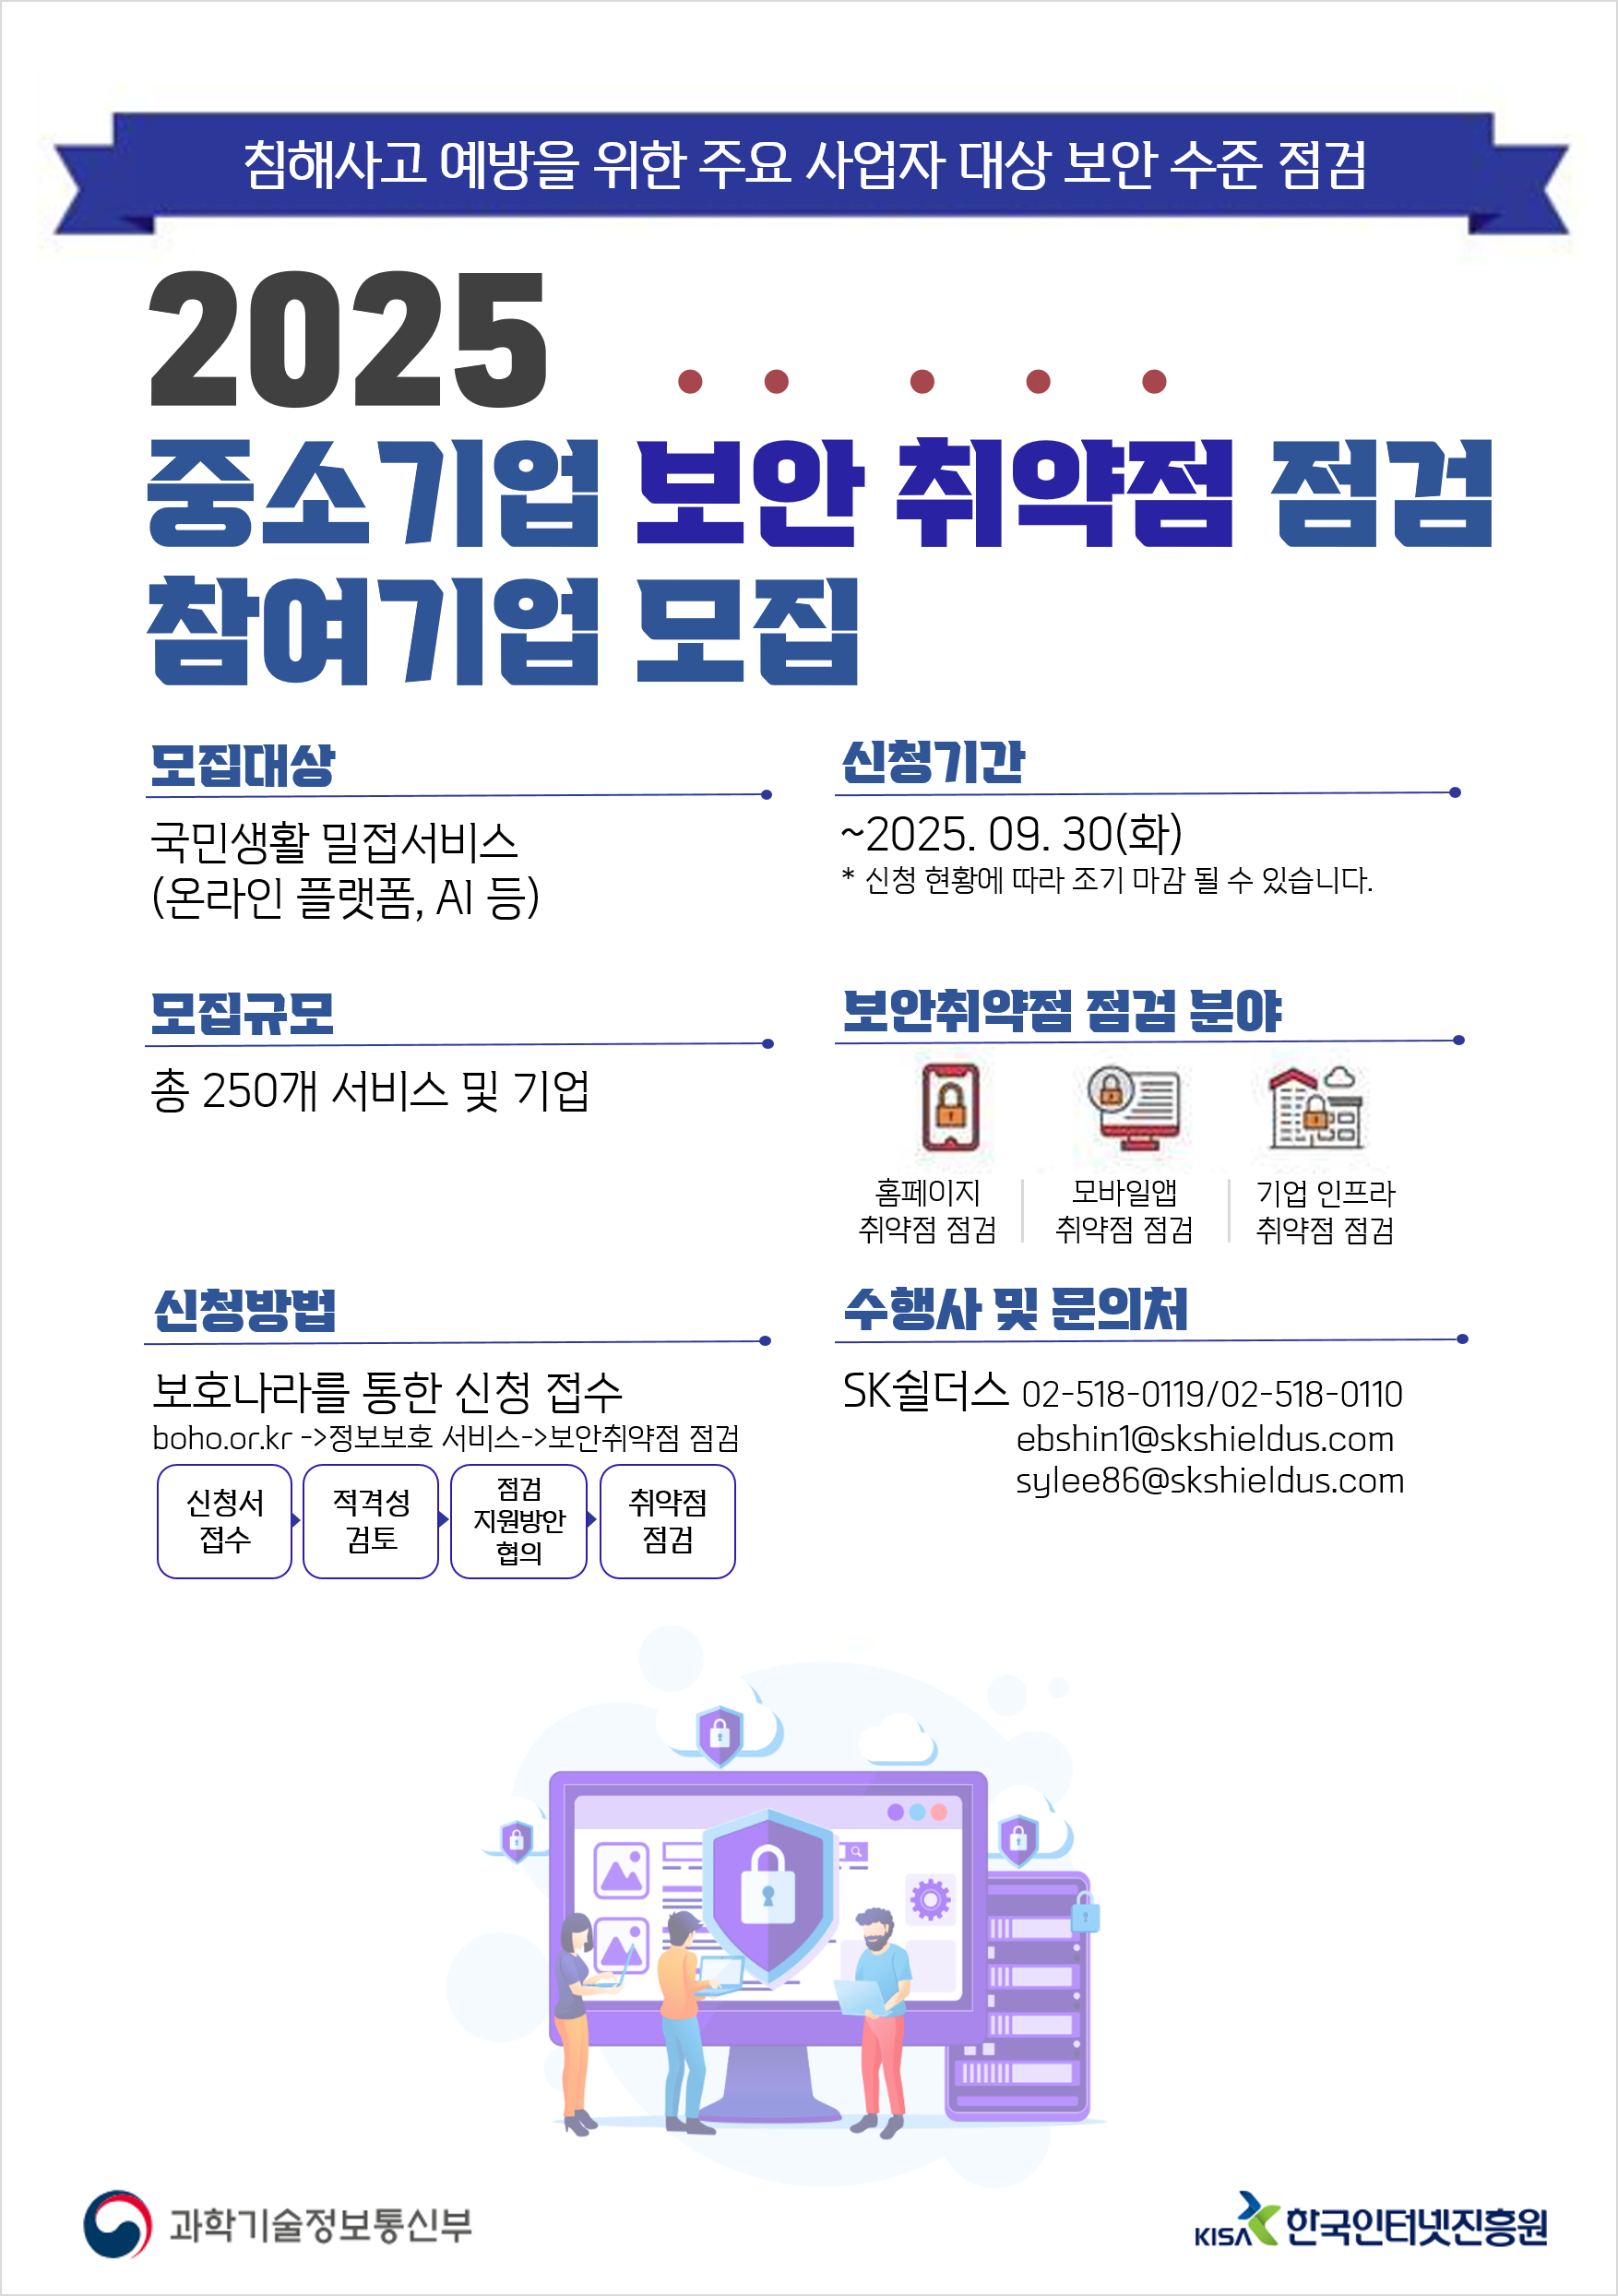 침해사고 예방을 위한 주요 사업자 대상 보안 수준 점검
2025
중소기업 보안 취약점 점검
참여기업 모집
모집대상
국민생활 밀접서비스
(온라인 플랫폼, AI 등)
신청기간
~2025. 09. 30(화)
* 신청 현황에 따라 조기 마감 될 수 있습니다.
모집규모
총 250개 서비스 및 기업
보안취약점 점검 분야
홈페이지
취약점 점검
모바일앱
취약점 점검
기업 인프라
취약점 점검
신청방법
보호나라를 통한 신청 접수
boho.or.kr ->정보보호 서비스->보안취약점 점검
신청서
접수
적격성
검토
점검
지원방안
협의
취약점
점검
수행사 및 문의처
SK쉴더스 02-518-0119/02-518-0110
ebshin1@skshieldus.com
sylee86@skshieldus.com
과학기술정보통신부
KISA 한국인터넷진흥원